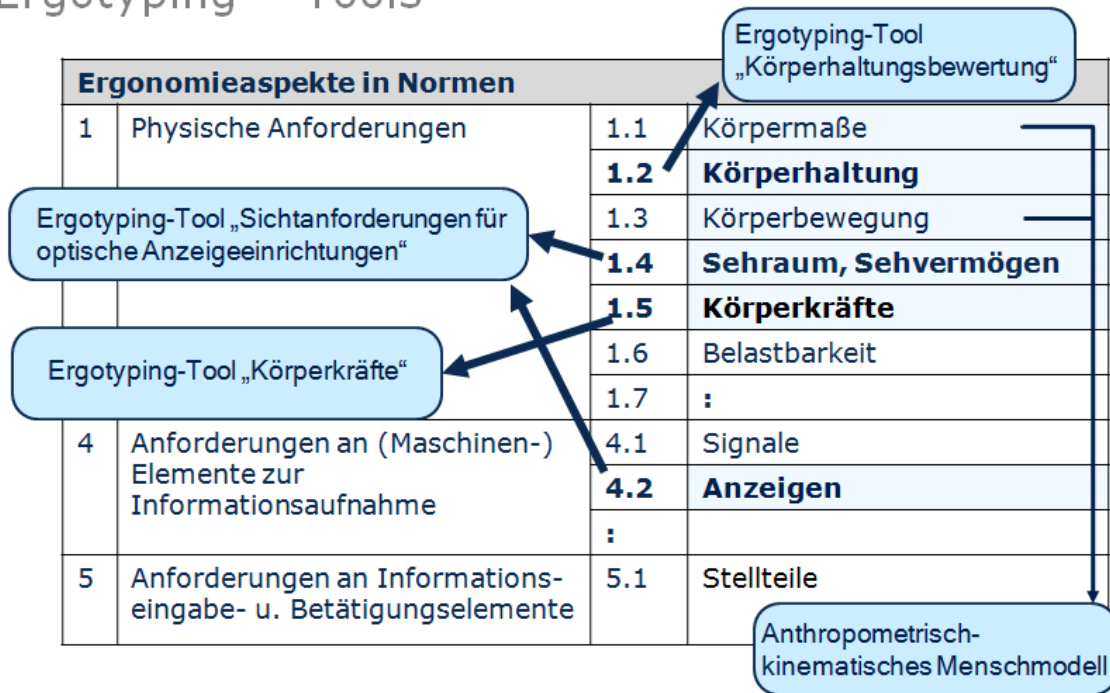 Ergotyping Tools
Ergotyping-Tool
„Körperhaltungsbewertung“
Ergonomieaspekte in Normen
1 Physische Anforderungen 1.1 Körpermaße
1.2 Körperhaltung
Ergotyping-Tool „Sichtanforderungen für
optische Anzeigeeinrichtungen“
1.3 Körperbewegung
1.4 Sehraum, Sehvermögen
1.5 Körperkräfte
Ergotyping-Tool „Körperkräfte“
1.6 Belastbarkeit
1.7 :
4 Anforderungen an (Maschinen-)
Elemente zur
Informationsaufnahme
4.1 Signale
4.2 Anzeigen
:
5 Anforderungen an Informations-
eingabe- u. Betätigungselemente
5.1 Stellteile
Anthropometrisch-
kinematisches Menschmodell